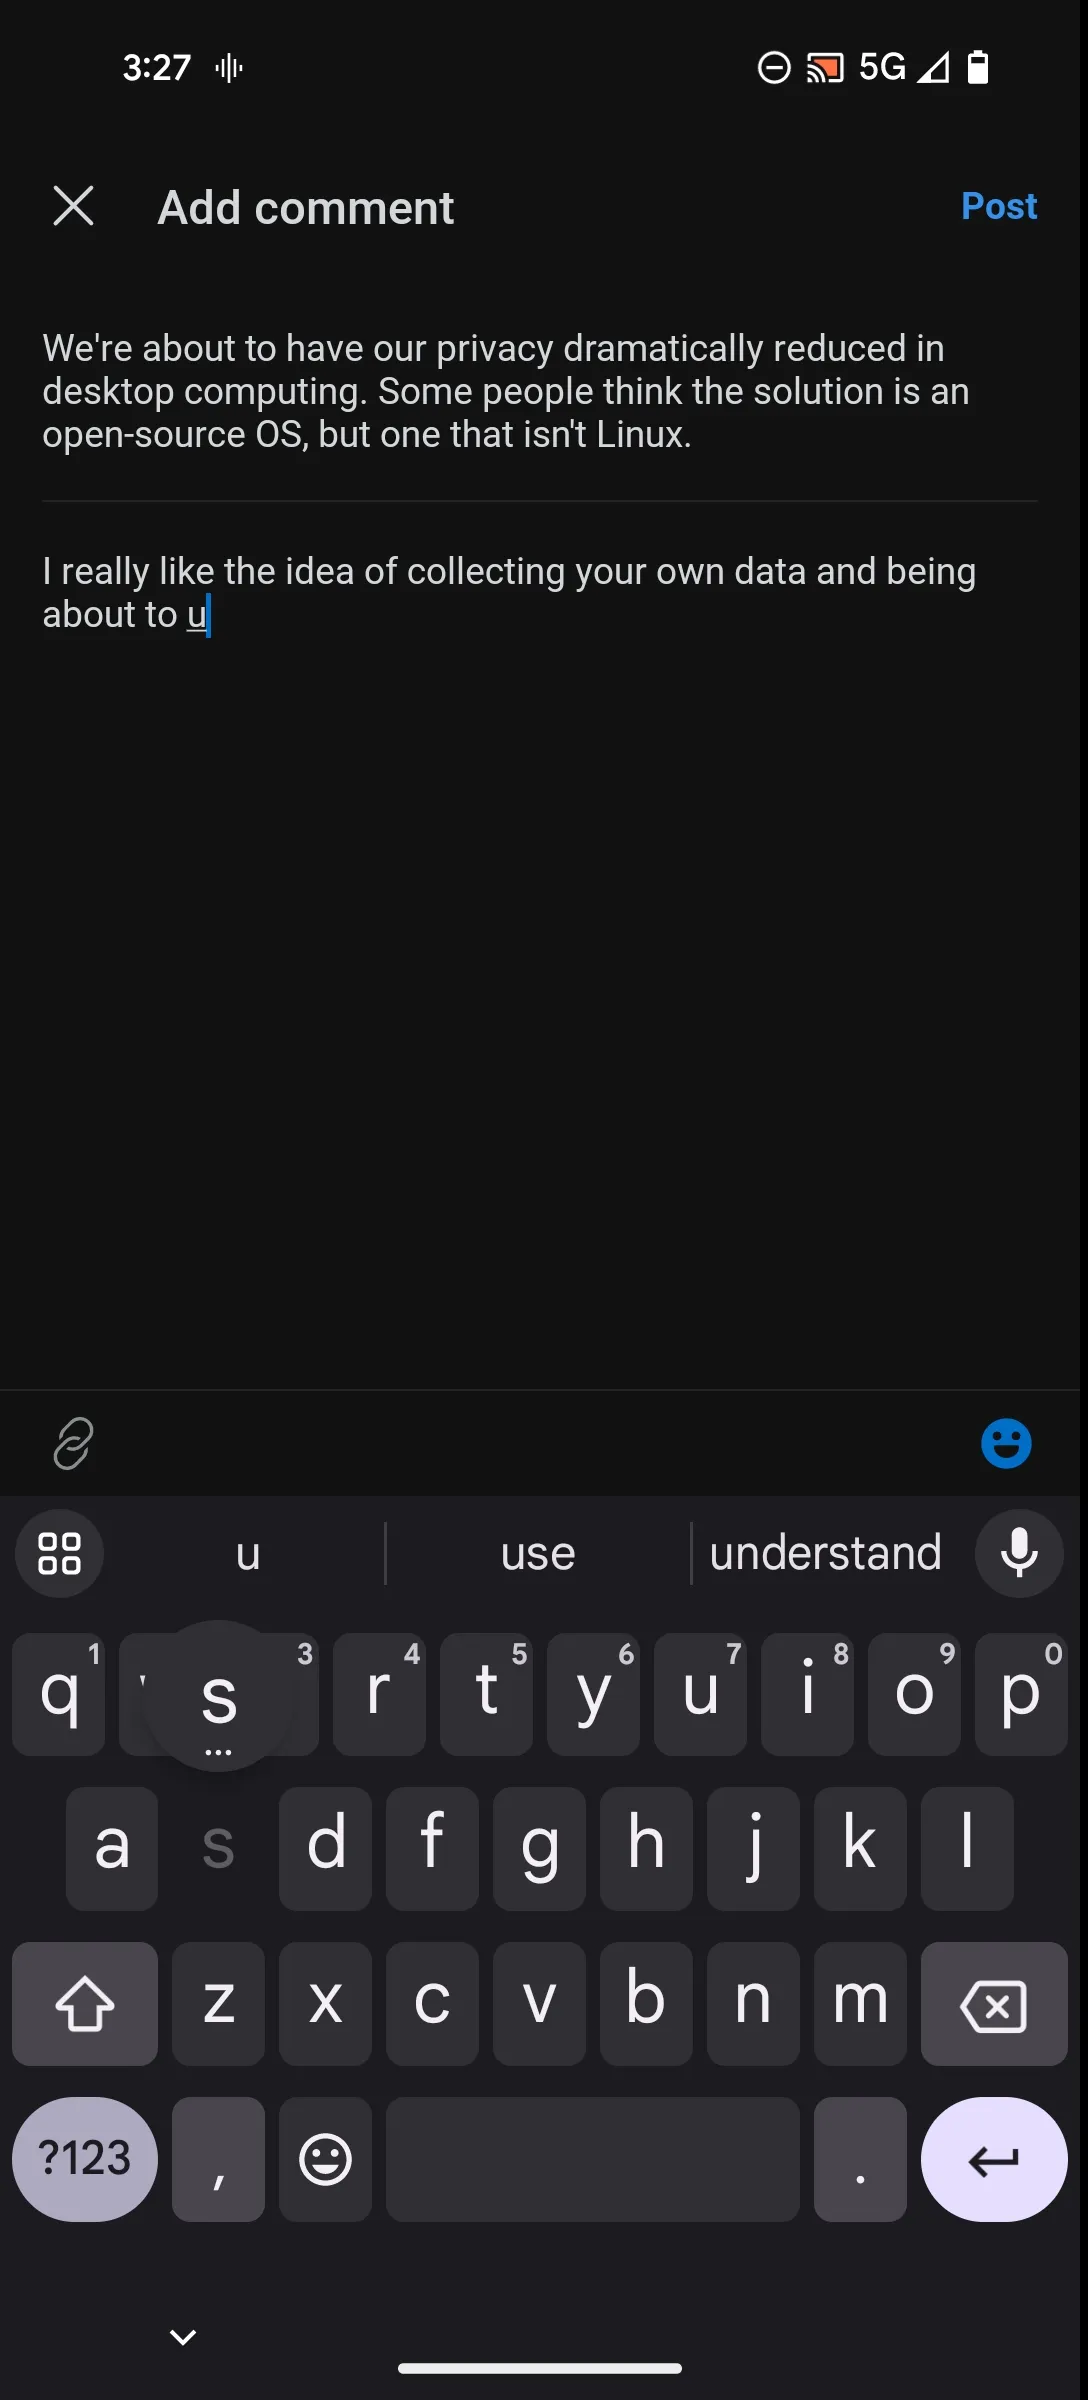 3:27 5G
Add comment Post
We're about to have our privacy dramatically reduced in
desktop computing. Some people think the solution is an
open-source OS, but one that isn't Linux.
I really like the idea of collecting your own data and being
about to u
u use understand
q 1 s 3 r 4 t 5 y 6 u 7 i 8 o 9 p 0
...
a s d f g h j k l
z x c v b n m
?123 , .